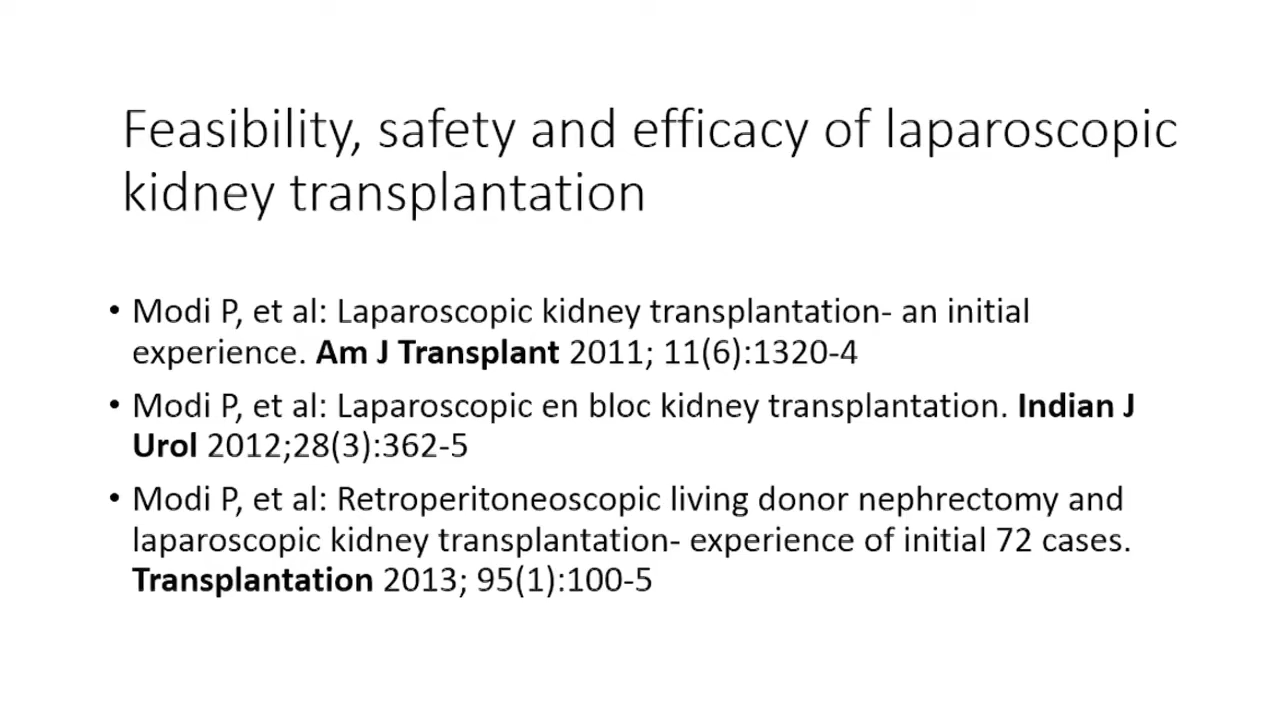 Feasibility, safety and efficacy of laparoscopic
kidney transplantation
• Modi P, et al: Laparoscopic kidney transplantation- an initial
experience. Am J Transplant 2011; 11(6):1320-4
• Modi P, et al: Laparoscopic en bloc kidney transplantation. Indian J
Urol 2012;28(3):362-5
• Modi P, et al: Retroperitoneoscopic living donor nephrectomy and
laparoscopic kidney transplantation- experience of initial 72 cases.
Transplantation 2013; 95(1):100-5